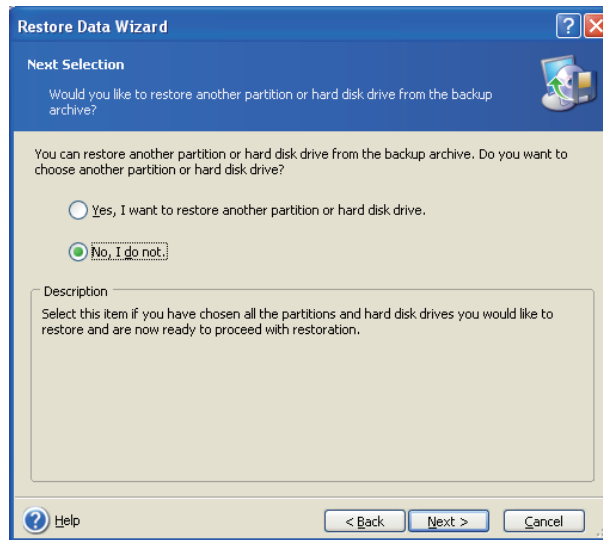 Restore Data Wizard
Next Selection
Would you like to restore another partition or hard disk drive from the backup
archive?
You can restore another partition or hard disk drive from the backup archive. Do you want to
choose another partition or hard disk drive?
Yes, I want to restore another partition or hard disk drive.
No, I do not.
Description
Select this item if you have chosen all the partitions and hard disk drives you would like to
restore and are now ready to proceed with restoration.
Help
< Back
Next >
Cancel